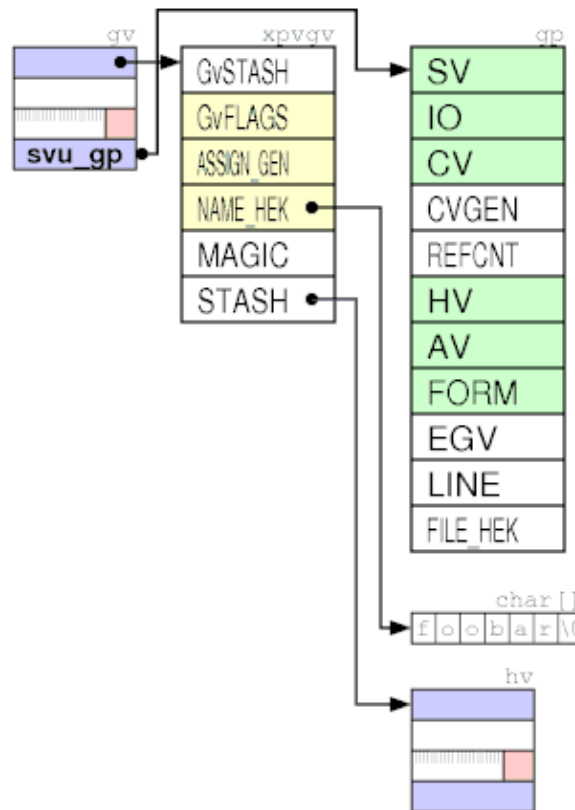 gv
svu_gp
xpvgv
GvSTASH
GvFLAGS
ASSIGN_GEN
NAME_HEK
MAGIC
STASH
gp
SV
IO
CV
CVGEN
REFCNT
HV
AV
FORM
EGV
LINE
FILE_HEK
char []
f o o b a r \0
hv